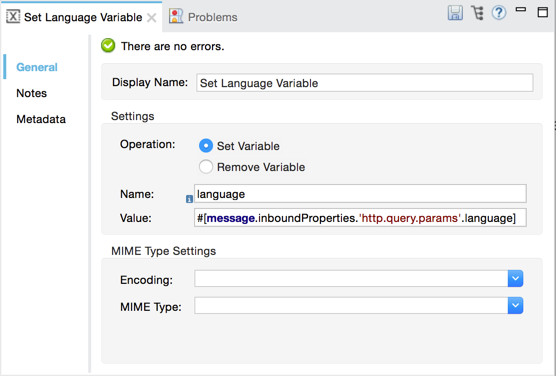 Set Language Variable Problems
There are no errors.
General
Notes
Metadata
Display Name: Set Language Variable
Settings
Operation: Set Variable
Remove Variable
Name: language
Value: #[message.inboundProperties.'http.query.params'.language]
MIME Type Settings
Encoding:
MIME Type: